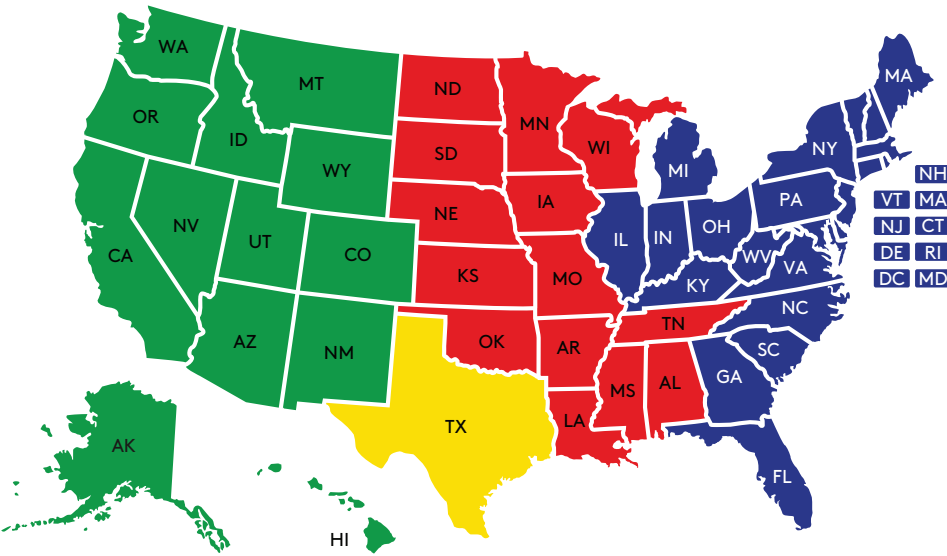 WA
MT
ND
MN
MA
OR
ID
SD
WI
NY
MI
WY
NH
NE
IA
PA
VT MA
NV
UT
CO
IL
IN
OH
WV
NJ CT
CA
KS
MO
KY
VA
DE RI
DC MD
NC
TN
AZ
NM
OK
AR
SC
GA
MS
AL
LA
TX
AK
FL
HI